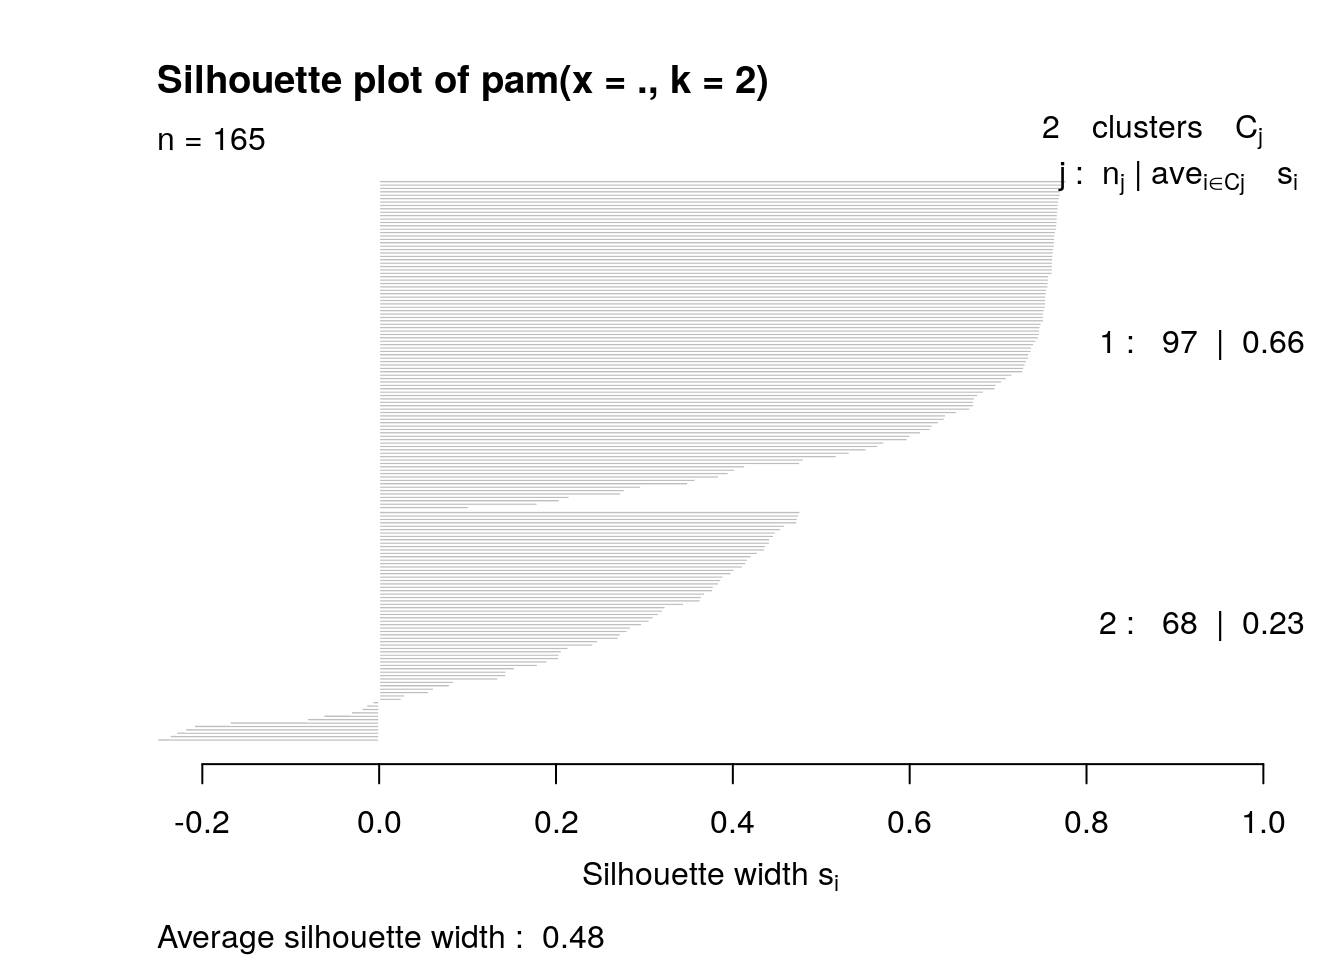 Silhouette plot of pam(x = ., k = 2)
n = 165
2 clusters Cj
j : nj | avei∈Cj si
1 : 97 | 0.66
2 : 68 | 0.23
-0.2 0.0 0.2 0.4 0.6 0.8 1.0
Silhouette width si
Average silhouette width : 0.48